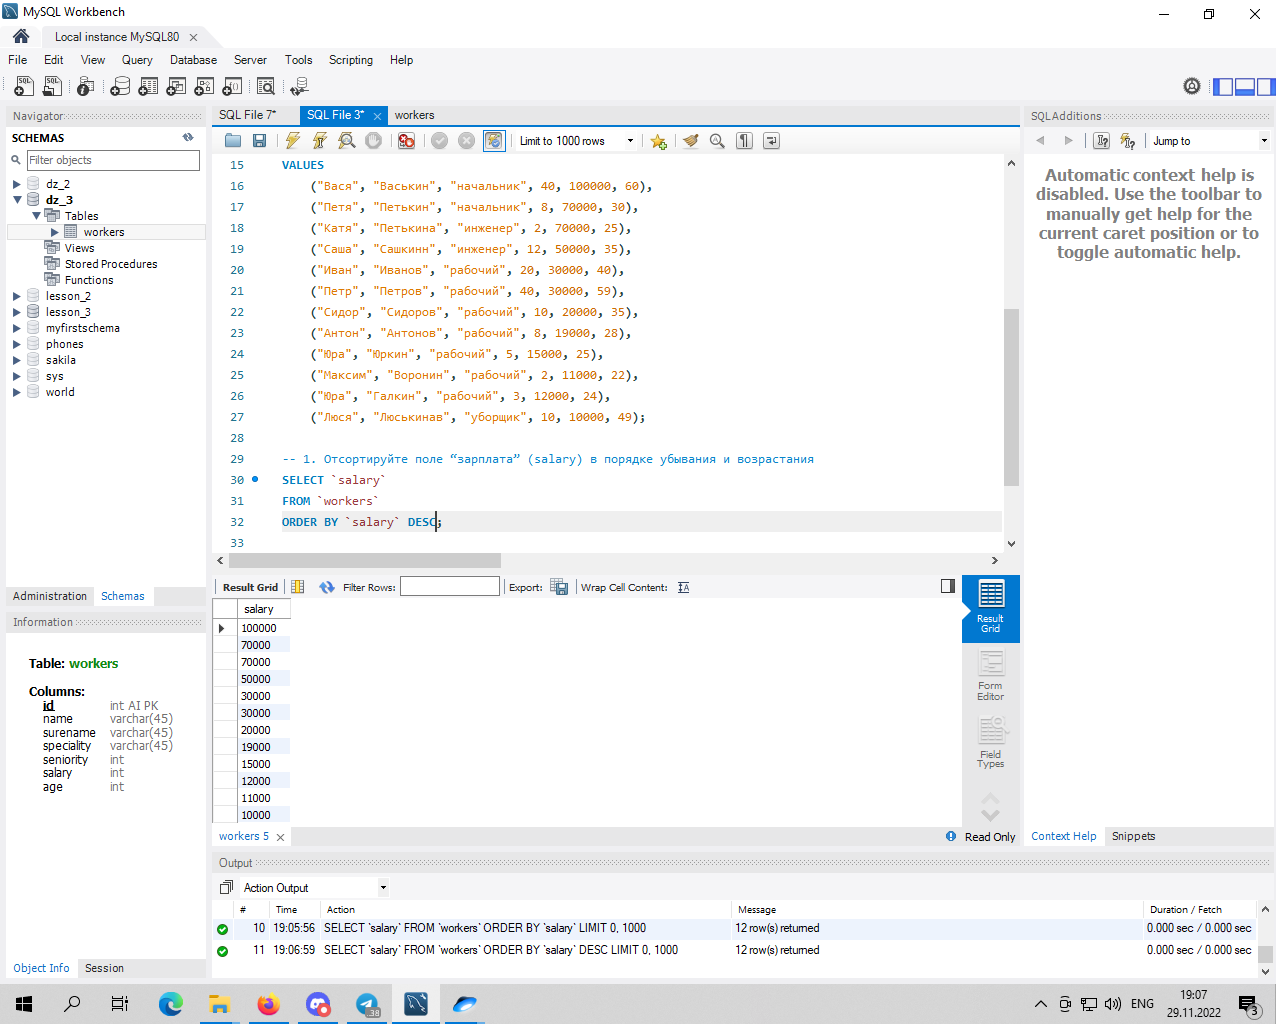 MySQL Workbench
Local instance MySQL80
File Edit View Query Database Server Tools Scripting Help
Navigator
SCHEMAS
Filter objects
dz_2
dz_3
Tables
workers
Views
Stored Procedures
Functions
lesson_2
lesson_3
myfirstschema
phones
sakila
sys
world
Administration Schemas
Information
Table: workers
Columns:
id int AI PK
name varchar(45)
surename varchar(45)
speciality varchar(45)
seniority int
salary int
age int
Object Info Session
SQL File 7* SQL File 3* workers
Limit to 1000 rows
15 VALUES
16 ("Вася", "Васькин", "начальник", 40, 100000, 60),
17 ("Петя", "Петькин", "начальник", 8, 70000, 30),
18 ("Катя", "Петькина", "инженер", 2, 70000, 25),
19 ("Саша", "Сашкинн", "инженер", 12, 50000, 35),
20 ("Иван", "Иванов", "рабочий", 20, 30000, 40),
21 ("Петр", "Петров", "рабочий", 40, 30000, 59),
22 ("Сидор", "Сидоров", "рабочий", 10, 20000, 35),
23 ("Антон", "Антонов", "рабочий", 8, 19000, 28),
24 ("Юра", "Юркин", "рабочий", 5, 15000, 25),
25 ("Максим", "Воронин", "рабочий", 2, 11000, 22),
26 ("Юра", "Галкин", "рабочий", 3, 12000, 24),
27 ("Люся", "Люськинав", "уборщик", 10, 10000, 49);
28
29 -- 1. Отсортируйте поле “зарплата” (salary) в порядке убывания и возрастания
30 SELECT `salary`
31 FROM `workers`
32 ORDER BY `salary` DESC;
33
Result Grid Filter Rows: Export: Wrap Cell Content:
salary
100000
70000
70000
50000
30000
30000
20000
19000
15000
12000
11000
10000
Result Grid
Form Editor
Field Types
workers 5
Read Only
SQLAdditions
Jump to
Automatic context help is
disabled. Use the toolbar to
manually get help for the
current caret position or to
toggle automatic help.
Context Help Snippets
Output
Action Output
# Time Action Message Duration / Fetch
10 19:05:56 SELECT `salary` FROM `workers` ORDER BY `salary` LIMIT 0, 1000 12 row(s) returned 0.000 sec / 0.000 sec
11 19:06:59 SELECT `salary` FROM `workers` ORDER BY `salary` DESC LIMIT 0, 1000 12 row(s) returned 0.000 sec / 0.000 sec
.38
ENG
19:07
29.11.2022
3